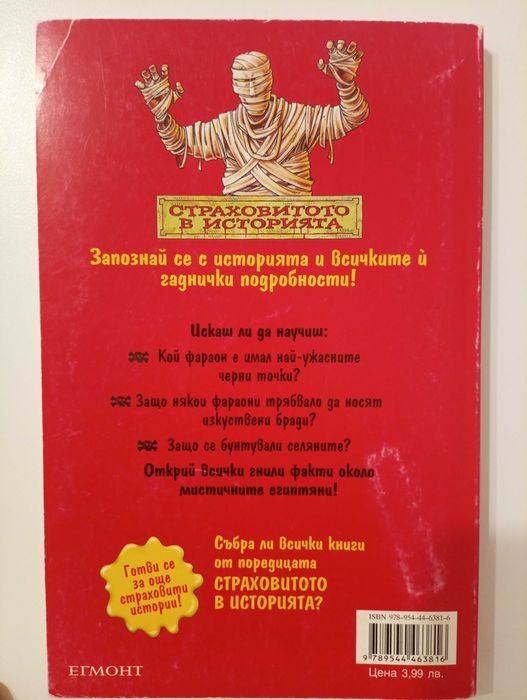 СТРАХОВИТОТО
В ИСТОРИЯТА
Запознай се с историята и всичките ѝ
гаднички подробности!
Искаш ли да научиш:
Кой фараон е имал най-ужасните
черни точки?
Защо някои фараони трябвало да носят
изкуствени бради?
Защо се бунтували селяните?
Открий всички гнили факти около
мистичните египтяни!
Готви се
за още
страховити
истории!
Събра ли всички книги
от поредицата
СТРАХОВИТОТО
В ИСТОРИЯТА?
ISBN 978-954-44-6381-6
9 789544 463816
Цена 3,99 лв.
ЕГМОНТ